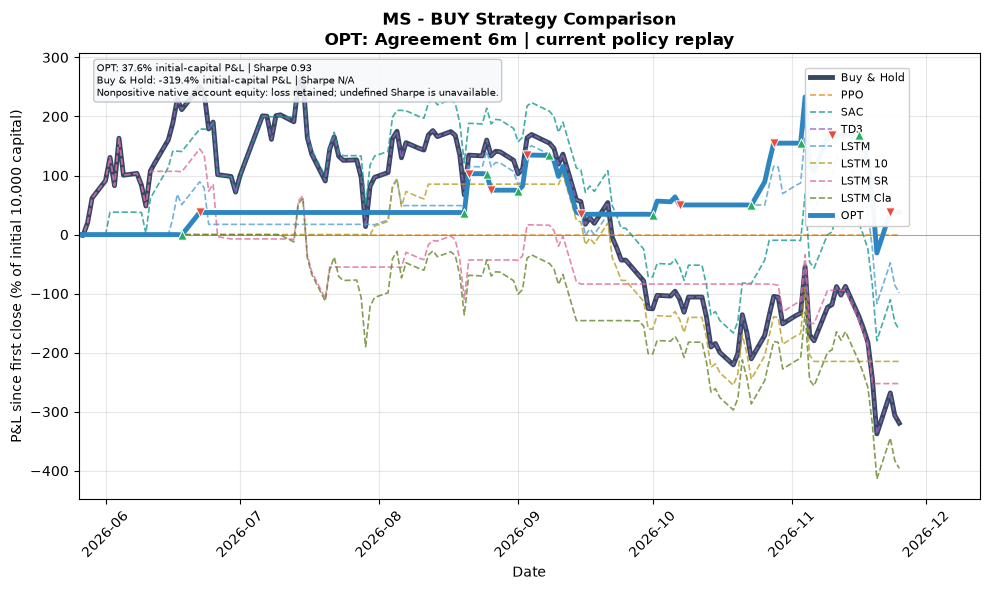 MS - BUY Strategy Comparison
OPT: Agreement 6m | current policy replay
OPT: 37.6% initial-capital P&L | Sharpe 0.93
Buy & Hold: -319.4% initial-capital P&L | Sharpe N/A
Nonpositive native account equity: loss retained; undefined Sharpe is unavailable.
Buy & Hold
PPO
SAC
TD3
LSTM
LSTM 10
LSTM SR
LSTM Cla
OPT
P&L since first close (% of initial 10,000 capital)
300
200
100
0
−100
−200
−300
−400
2026-06
2026-07
2026-08
2026-09
2026-10
2026-11
2026-12
Date